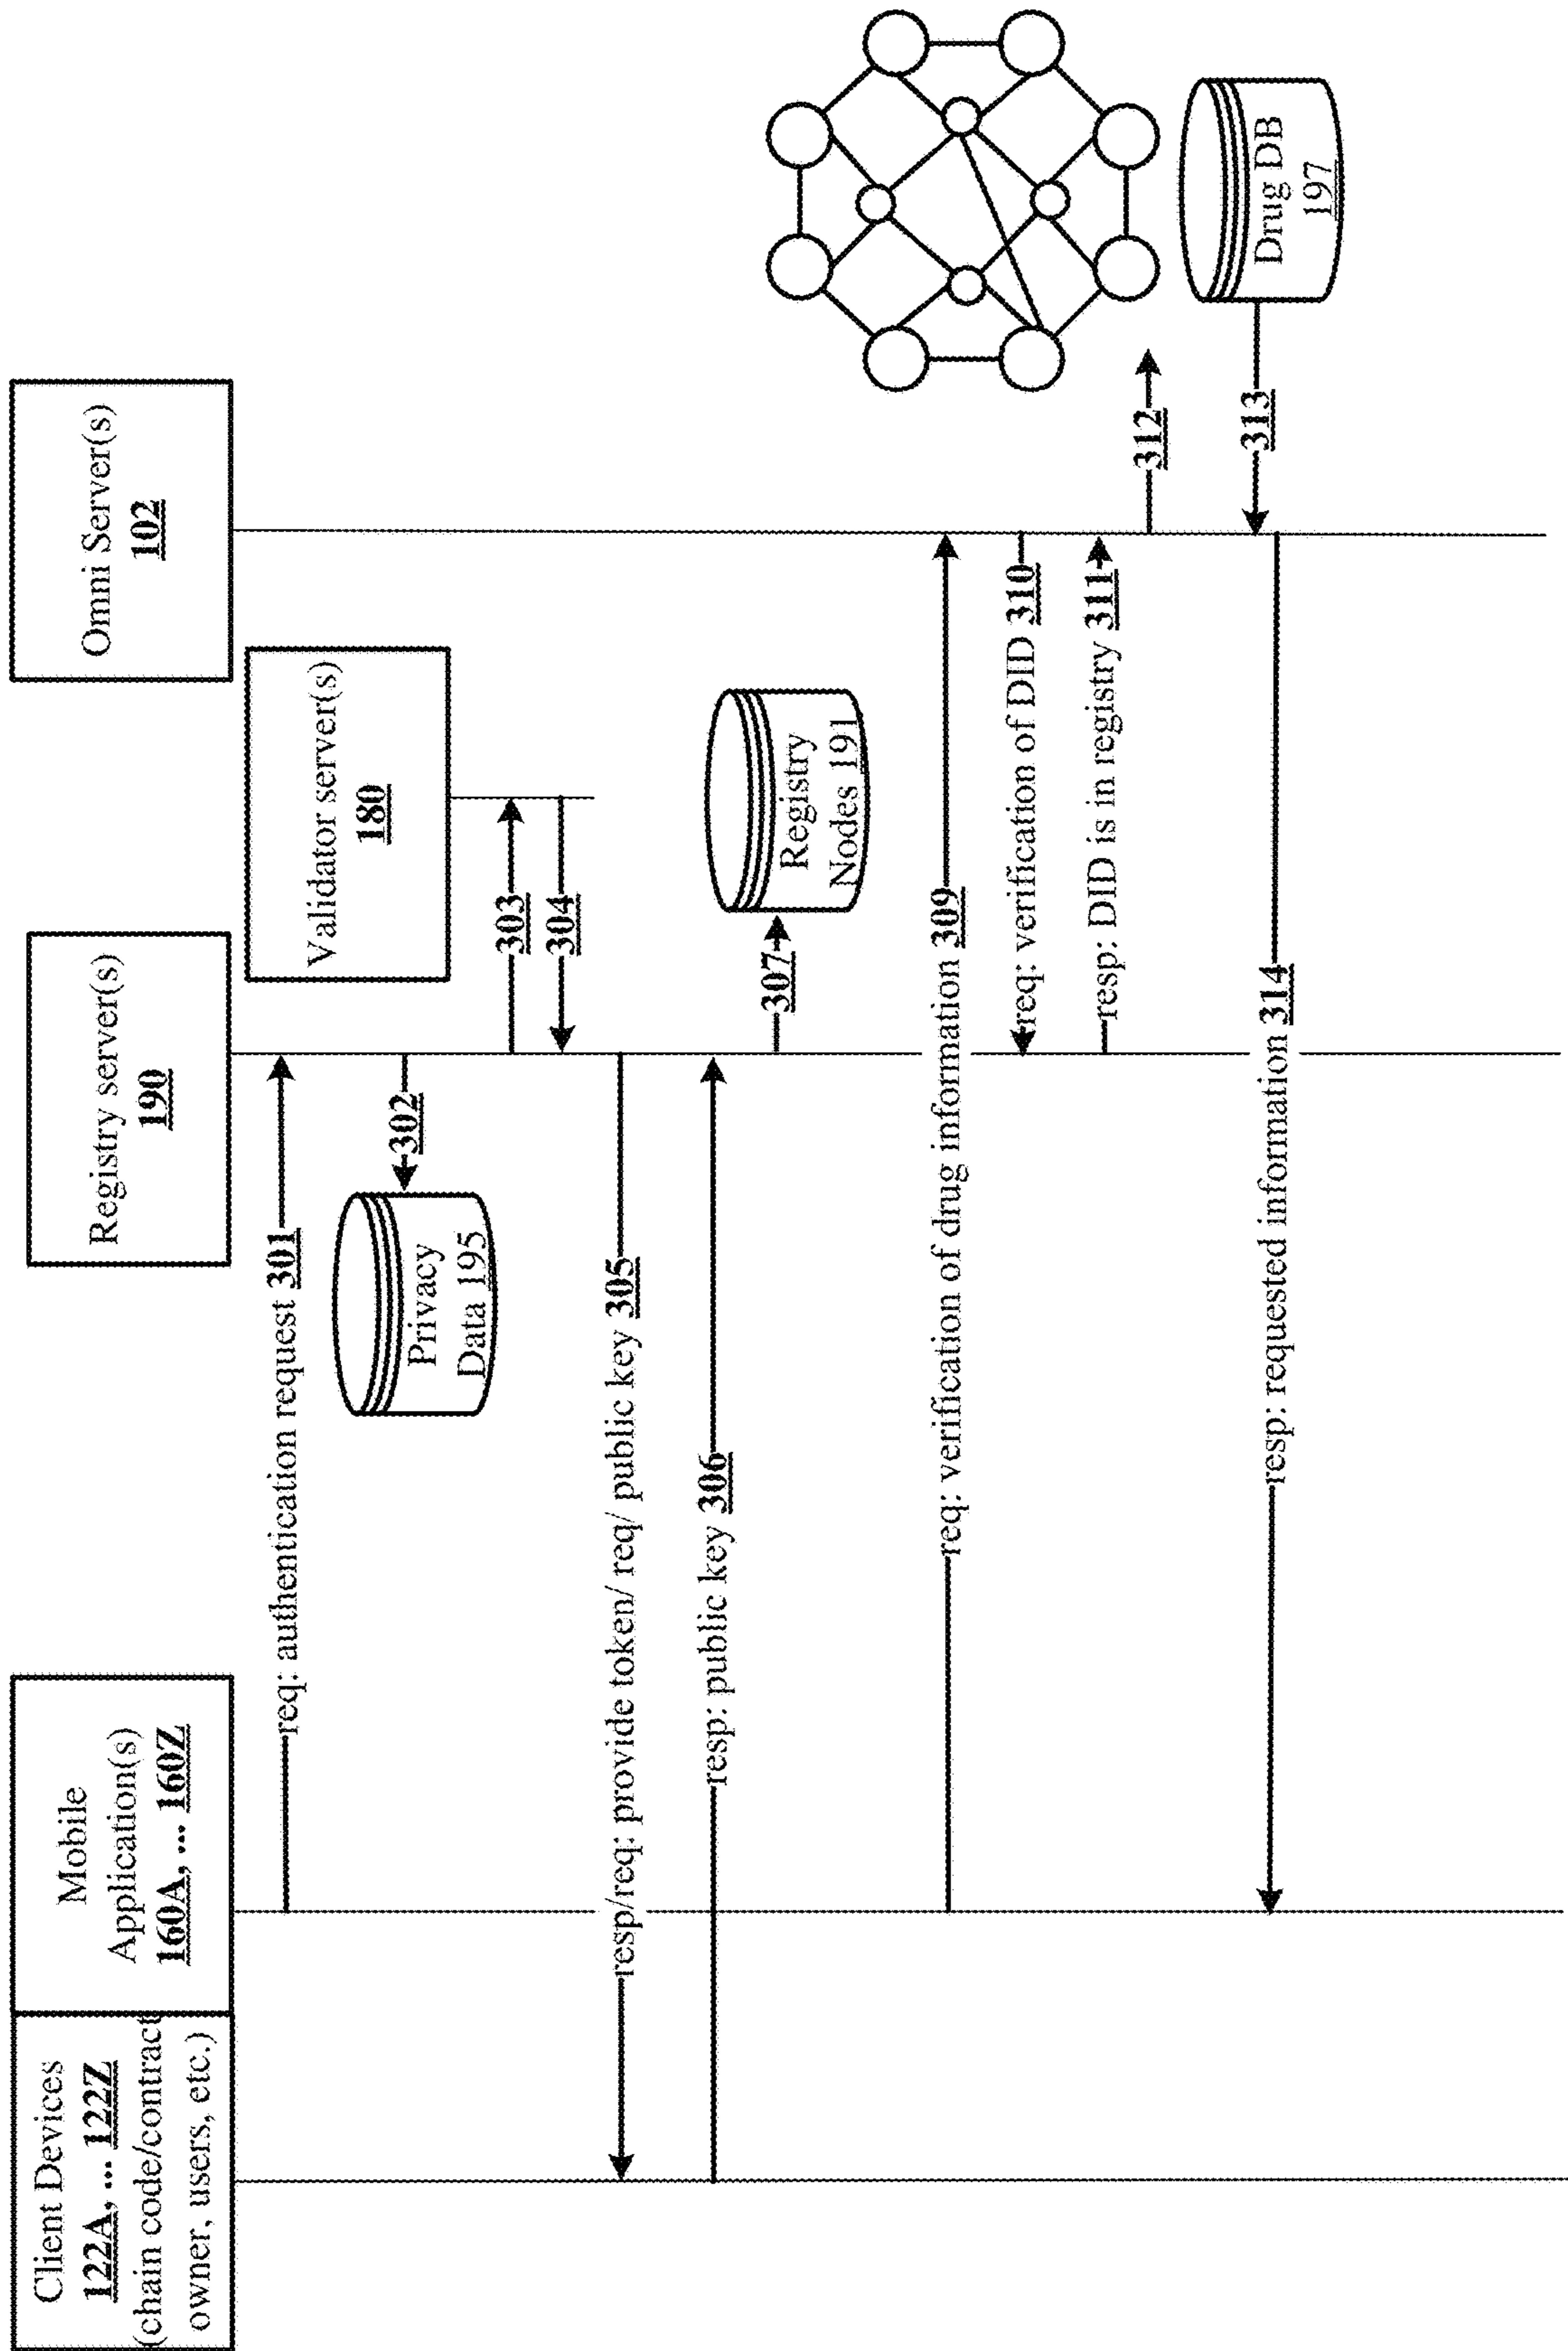 Client Devices
122A, ... 122Z
(chain code/contract
owner, users, etc.)
Mobile
Application(s)
160A, ... 160Z
Registry server(s)
190
Validator server(s)
180
Omni Server(s)
102
req: authentication request 301
302
Privacy
Data 195
303
304
resp/req: provide token/ req/ public key 305
resp: public key 306
307
Registry
Nodes 191
req: verification of drug information 309
req: verification of DID 310
resp: DID is in registry 311
312
313
Drug DB
197
resp: requested information 314